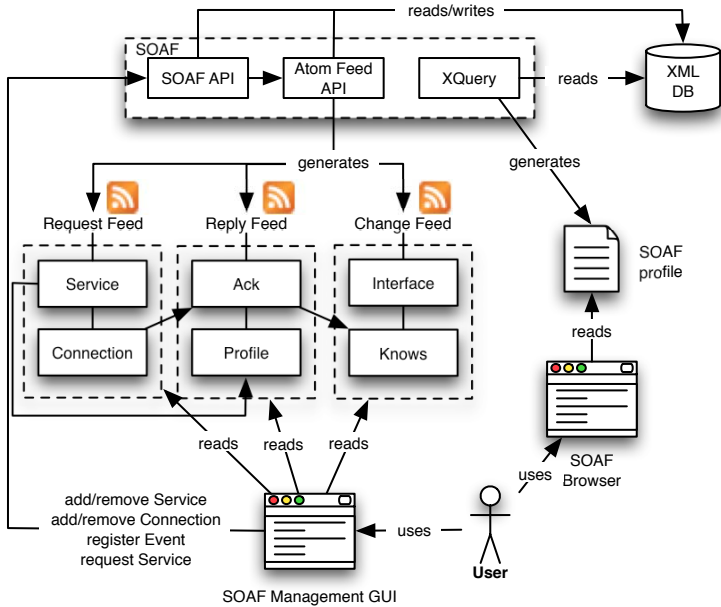 reads/writes
SOAF
SOAF API
Atom Feed
API
XQuery
reads
XML
DB
generates
generates
Request Feed
Reply Feed
Change Feed
SOAF
profile
Service
Ack
Interface
Connection
Profile
Knows
reads
reads
reads
reads
SOAF
Browser
uses
add/remove Service
add/remove Connection
register Event
request Service
uses
User
SOAF Management GUI